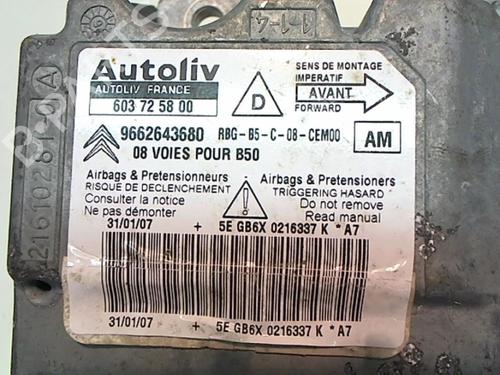 1-1-4
Autoliv
AUTOLIV FRANCE
603 72 58 00
D
SENS DE MONTAGE
IMPERATIF
AVANT
FORWARD
9662643680 RBG-B5-C-08-CEM00
08 VOIES POUR B50
AM
Airbags & Pretensionneurs
RISQUE DE DECLENCHEMENT
Consulter la notice
Ne pas démonter
Airbags & Pretensioners
TRIGGERING HASARD
Do not remove
Read manual
31/01/07 + 5E GB6X 0216337 K *A7
31/01/07 + 5E GB6X 0216337 K *A7